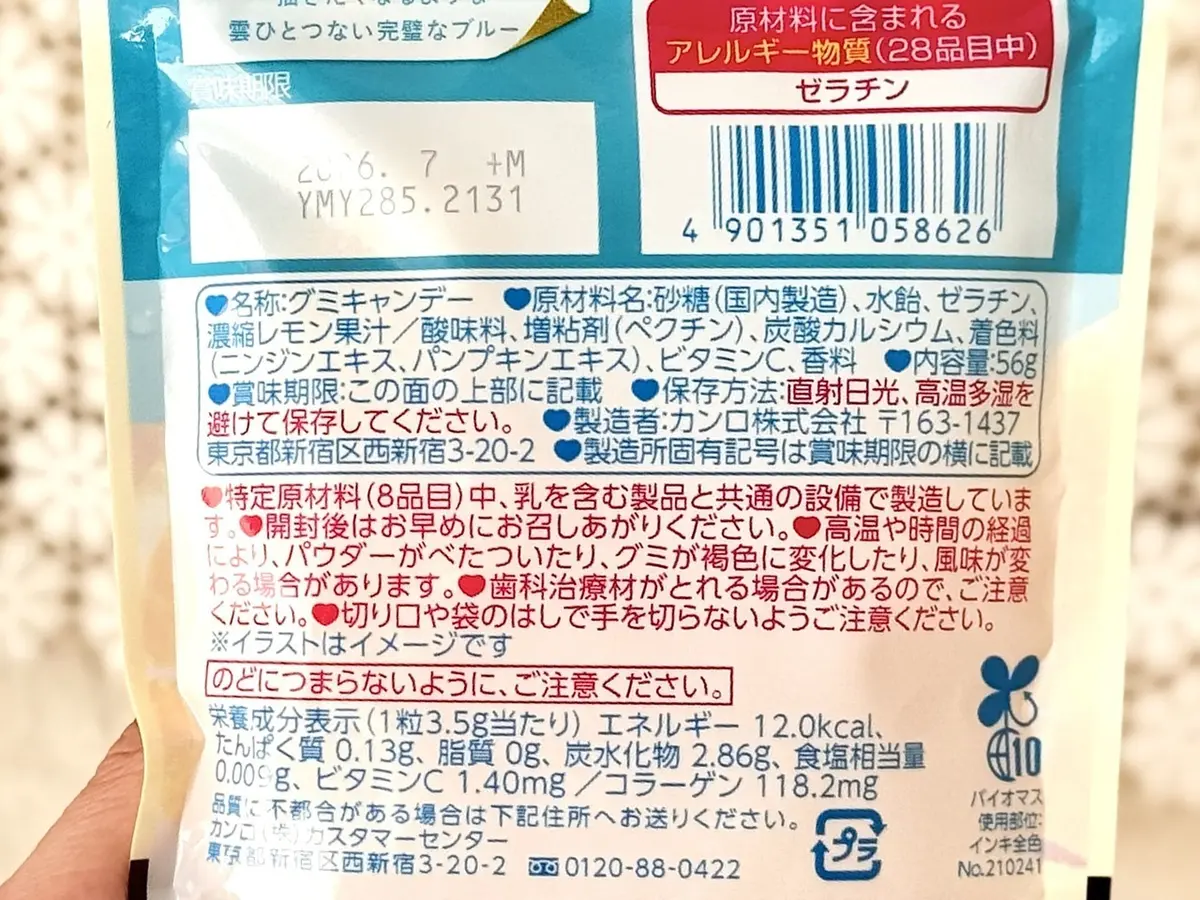 雲ひとつない完璧なブルー
賞味期限
7 +M
YMY285.2131
原材料に含まれる
アレルギー物質(28品目中)
ゼラチン
4 901351 058626
♥名称:グミキャンデー ♥原材料名:砂糖(国内製造)、水飴、ゼラチン、
濃縮レモン果汁/酸味料、増粘剤(ペクチン)、炭酸カルシウム、着色料
(ニンジンエキス、パンプキンエキス)、ビタミンC、香料 ♥内容量:56g
♥賞味期限:この面の上部に記載 ♥保存方法:直射日光、高温多湿を
避けて保存してください。 ♥製造者:カンロ株式会社 〒163-1437
東京都新宿区西新宿3-20-2 ♥製造所固有記号は賞味期限の横に記載
♥特定原材料(8品目)中、乳を含む製品と共通の設備で製造していま
す。♥開封後はお早めにお召しあがりください。♥高温や時間の経過
により、パウダーがべたついたり、グミが褐色に変化したり、風味が変
わる場合があります。♥歯科治療材がとれる場合があるので、ご注意
ください。♥切り口や袋のはしで手を切らないようご注意ください。
※イラストはイメージです
のどにつまらないように、ご注意ください。
栄養成分表示(1粒3.5g当たり) エネルギー 12.0kcal、
たんぱく質 0.13g、脂質 0g、炭水化物 2.86g、食塩相当量
0.009g、ビタミンC 1.40mg /コラーゲン 118.2mg
品質に不都合がある場合は下記住所へお送りください。
カンロ(株)カスタマーセンター
東京都新宿区西新宿3-20-2 0120-88-0422
プラ
10
バイオマス
使用部位:
インキ全色
No.210241